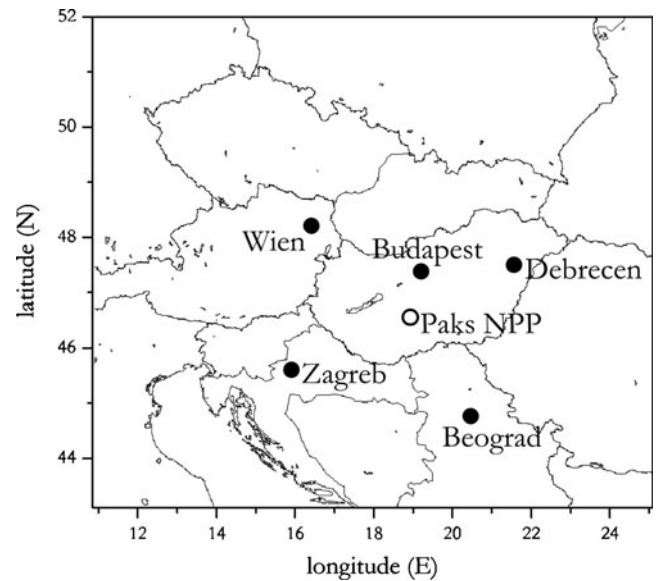 52
50
48
46
44
latitude (N)
Wien
Budapest
Debrecen
Paks NPP
Zagreb
Beograd
12 14 16 18 20 22 24
longitude (E)